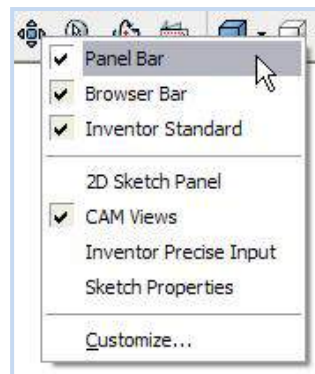 Panel Bar
Browser Bar
Inventor Standard
2D Sketch Panel
CAM Views
Inventor Precise Input
Sketch Properties
Customize...